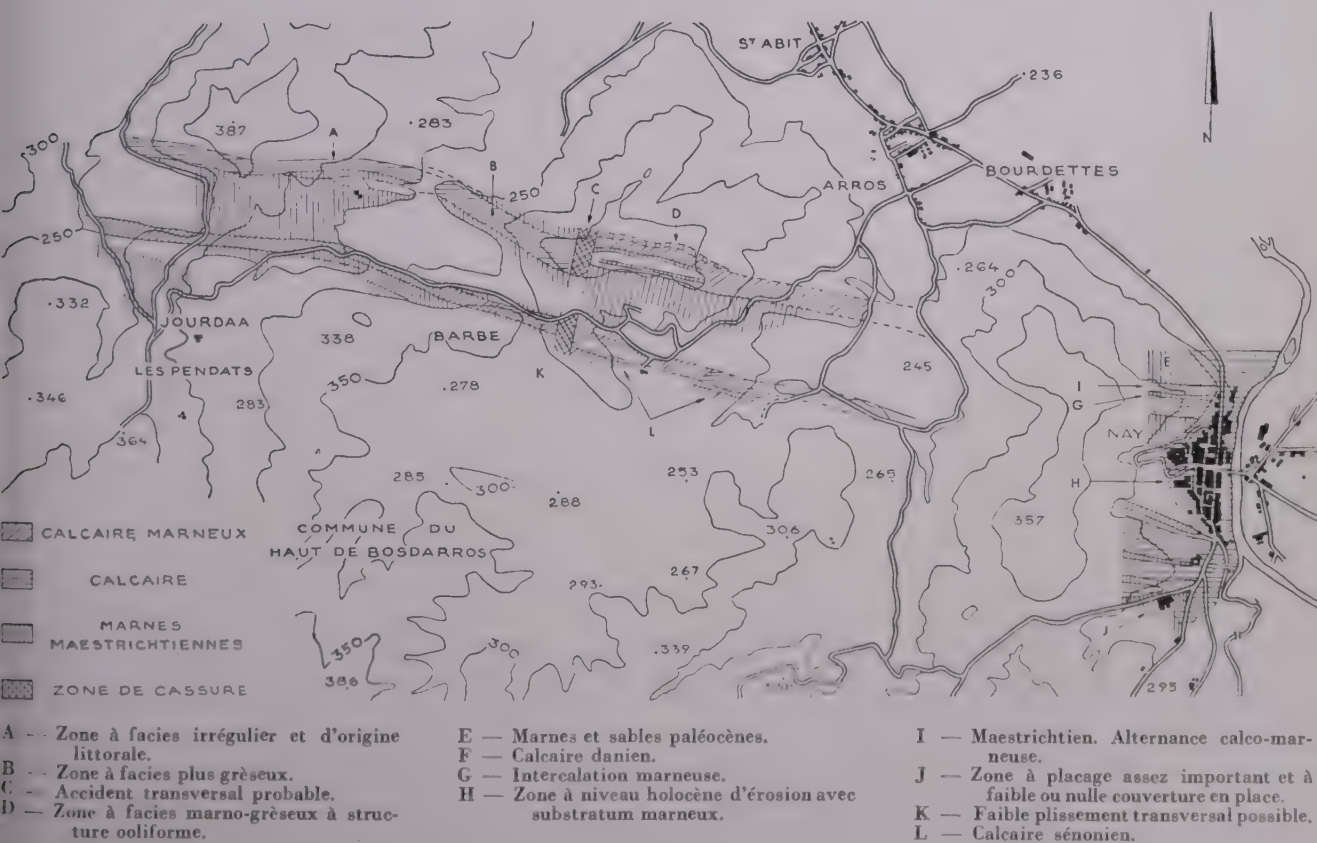 ST ABIT
.236
N
387
A
.283
300
B
250
C
D
ARROS
BOURDETTES
250
.264
300
.332
JOURDAA
338
BARBE
245
E
I
G
LES PENDATS
350
K
.278
.346
283
NAY
364
L
285
300
.288
253
265
H
306
357
CALCAIRE MARNEUX
COMMUNE DU
HAUT DE BOSDARROS
CALCAIRE
293.
267
MARNES
MAESTRICHTIENNES
350
300
.339
J
386
295
ZONE DE CASSURE
A -- Zone à facies irrégulier et d'origine
littorale.
B -- Zone à facies plus grèseux.
C - Accident transversal probable.
D — Zone à facies marno-grèseux à struc-
ture ooliforme.
E — Marnes et sables paléocènes.
F — Calcaire danien.
G — Intercalation marneuse.
H — Zone à niveau holocène d'érosion avec
substratum marneux.
I — Maestrichtien. Alternance calco-mar-
neuse.
J — Zone à placage assez important et à
faible ou nulle couverture en place.
K — Faible plissement transversal possible.
L — Calcaire sénonien.